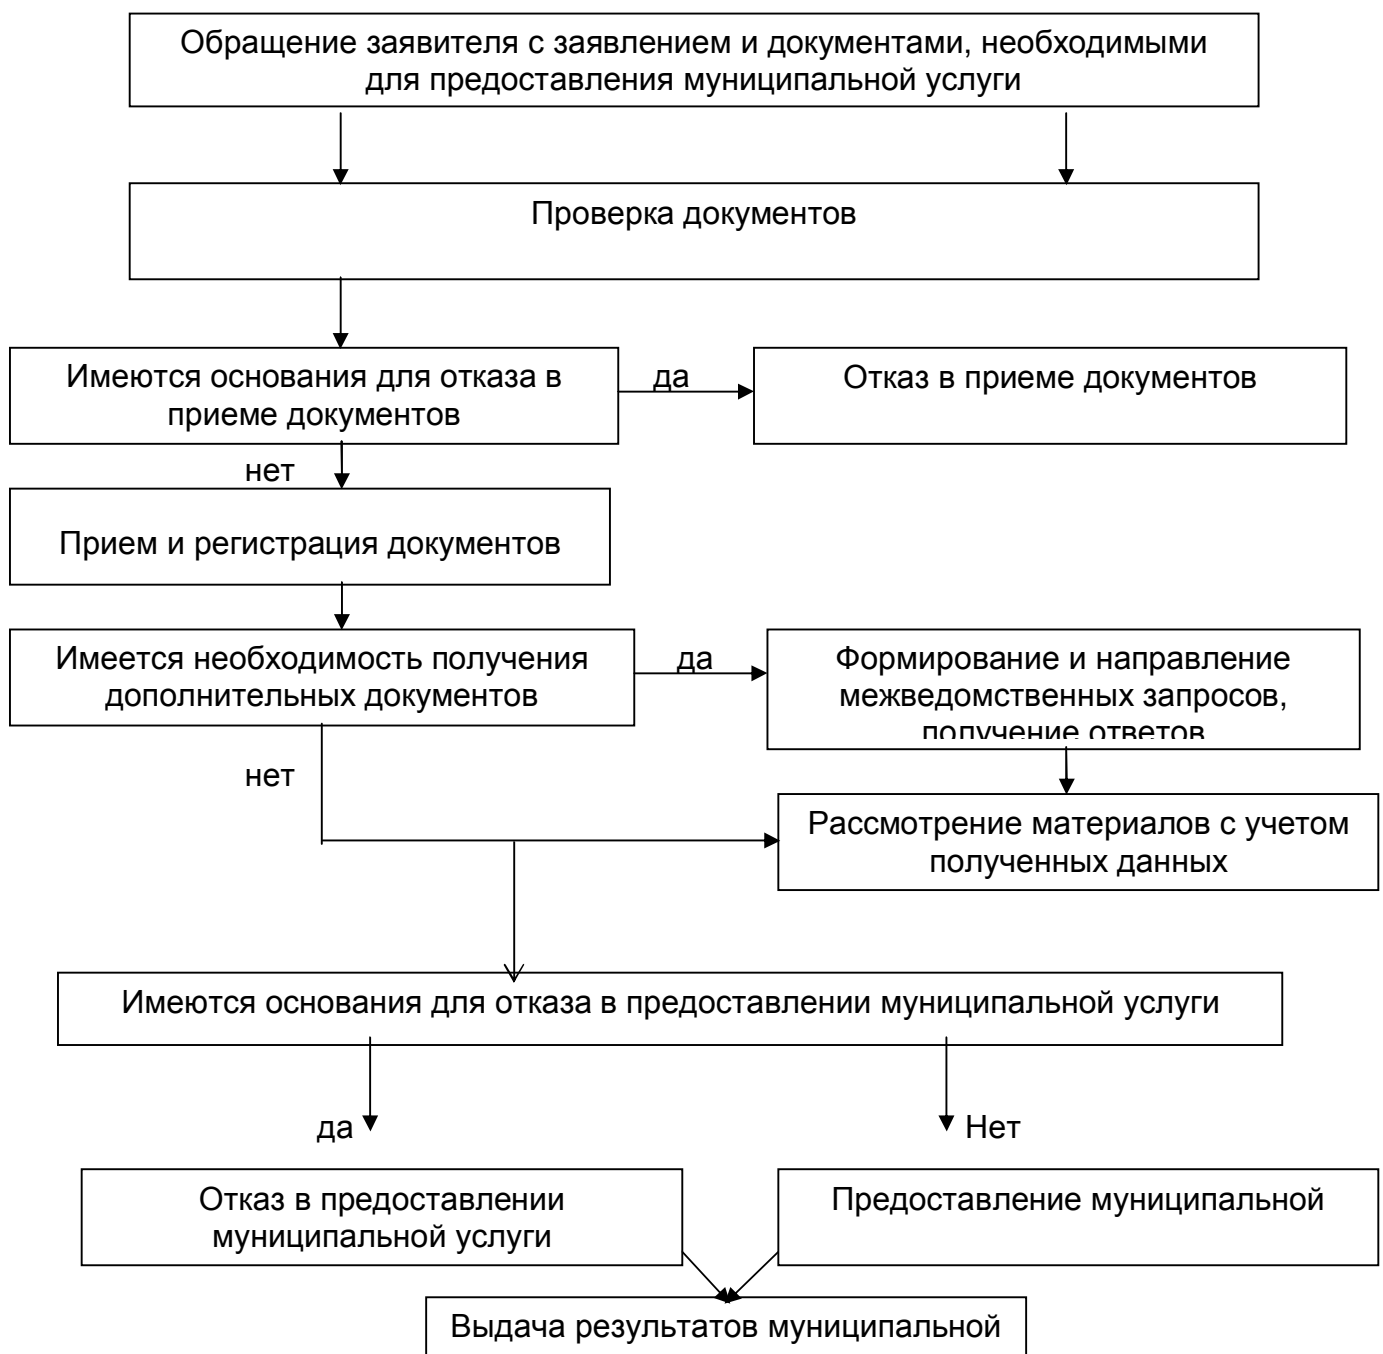 Обращение заявителя с заявлением и документами, необходимыми
для предоставления муниципальной услуги
Проверка документов
Имеются основания для отказа в
приеме документов
да
Отказ в приеме документов
нет
Прием и регистрация документов
Имеется необходимость получения
дополнительных документов
да
Формирование и направление
межведомственных запросов,
получение ответов
нет
Рассмотрение материалов с учетом
полученных данных
Имеются основания для отказа в предоставлении муниципальной услуги
да
Нет
Отказ в предоставлении
муниципальной услуги
Предоставление муниципальной
Выдача результатов муниципальной